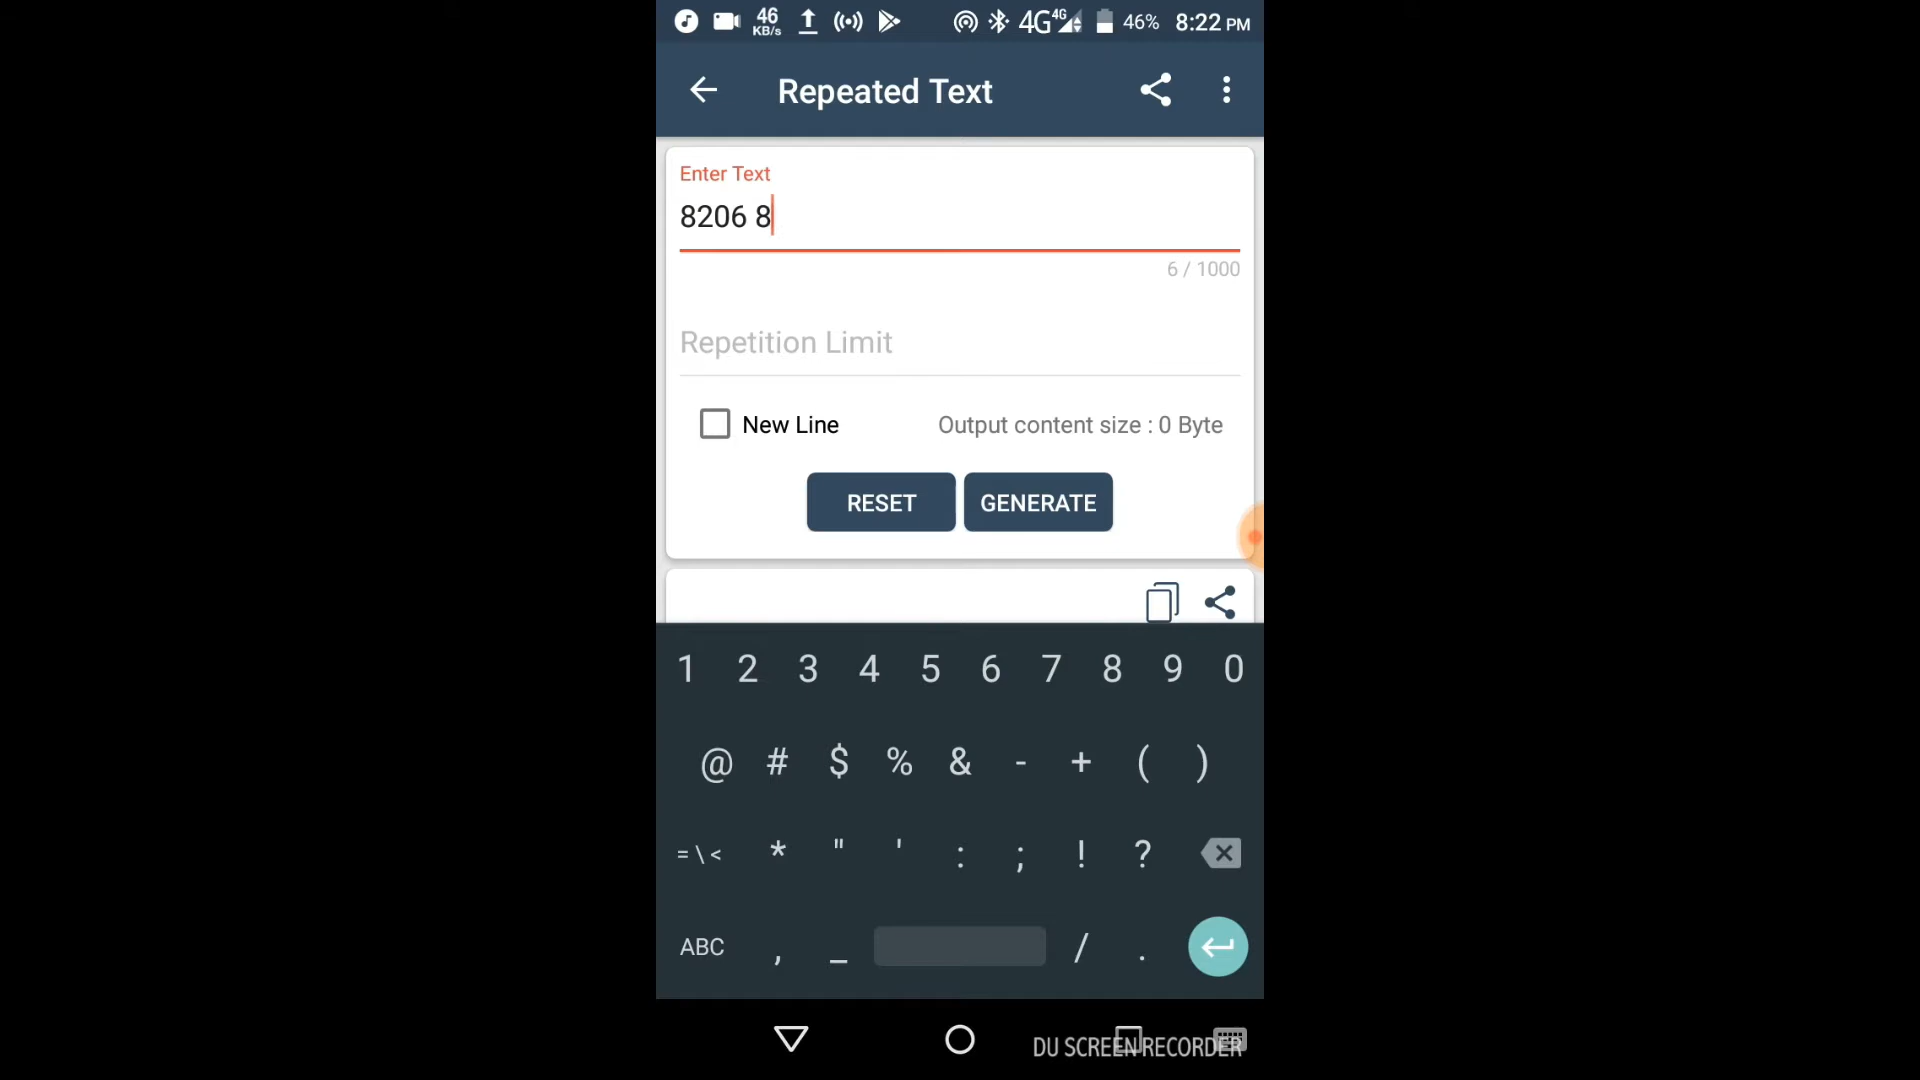 46 KB/s 4G 4G 46% 8:22 PM
Repeated Text
Enter Text
8206 8
6 / 1000
Repetition Limit
New Line Output content size : 0 Byte
RESET GENERATE
1 2 3 4 5 6 7 8 9 0
@ # $ % & - + ( )
= \ < * " ' : ; ! ?
ABC , _ / .
DU SCREEN RECORDER